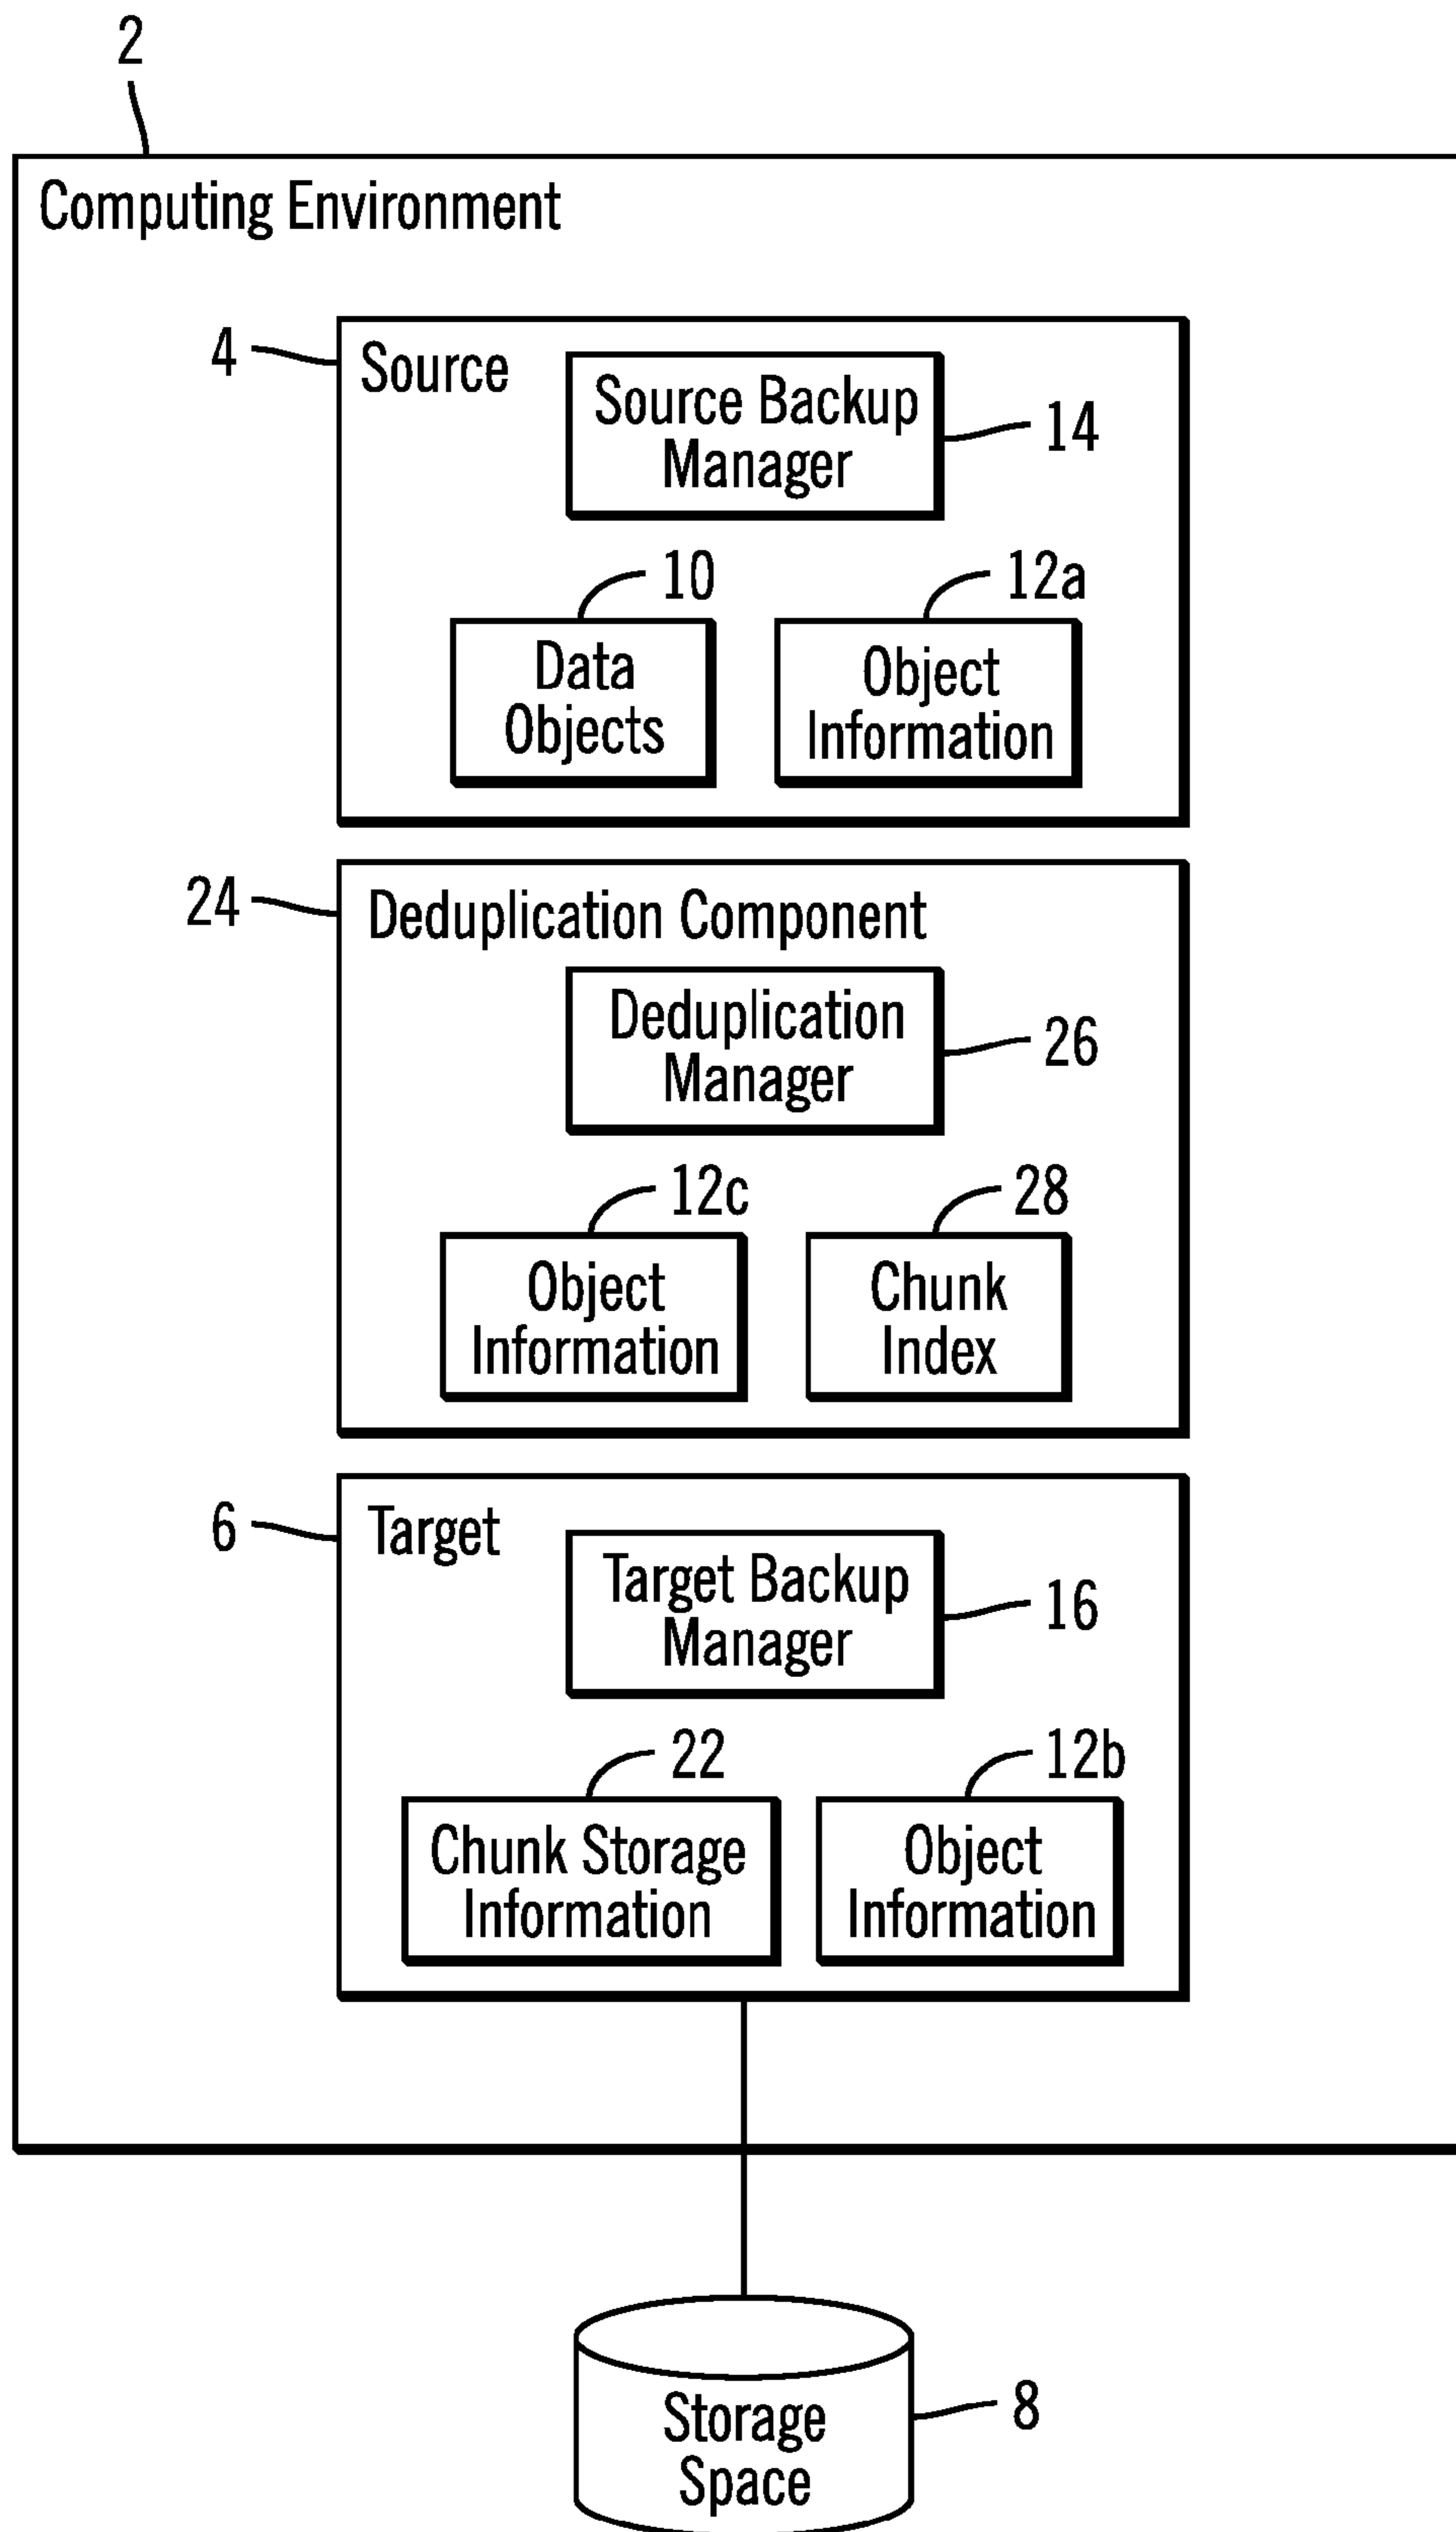 2
Computing Environment
4
Source
Source Backup
Manager
14
10
12a
Data
Objects
Object
Information
24
Deduplication Component
Deduplication
Manager
26
12c
28
Object
Information
Chunk
Index
6
Target
Target Backup
Manager
16
22
12b
Chunk Storage
Information
Object
Information
Storage
Space
8